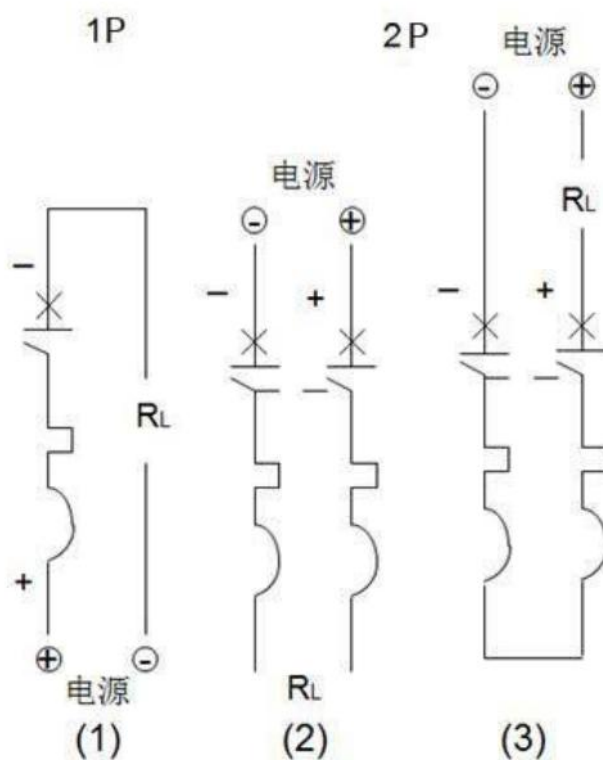 1P
2P
电源
- +
电源
- +
RL
-
- +
- +
RL
+
+ -
电源
RL
(1)
(2)
(3)